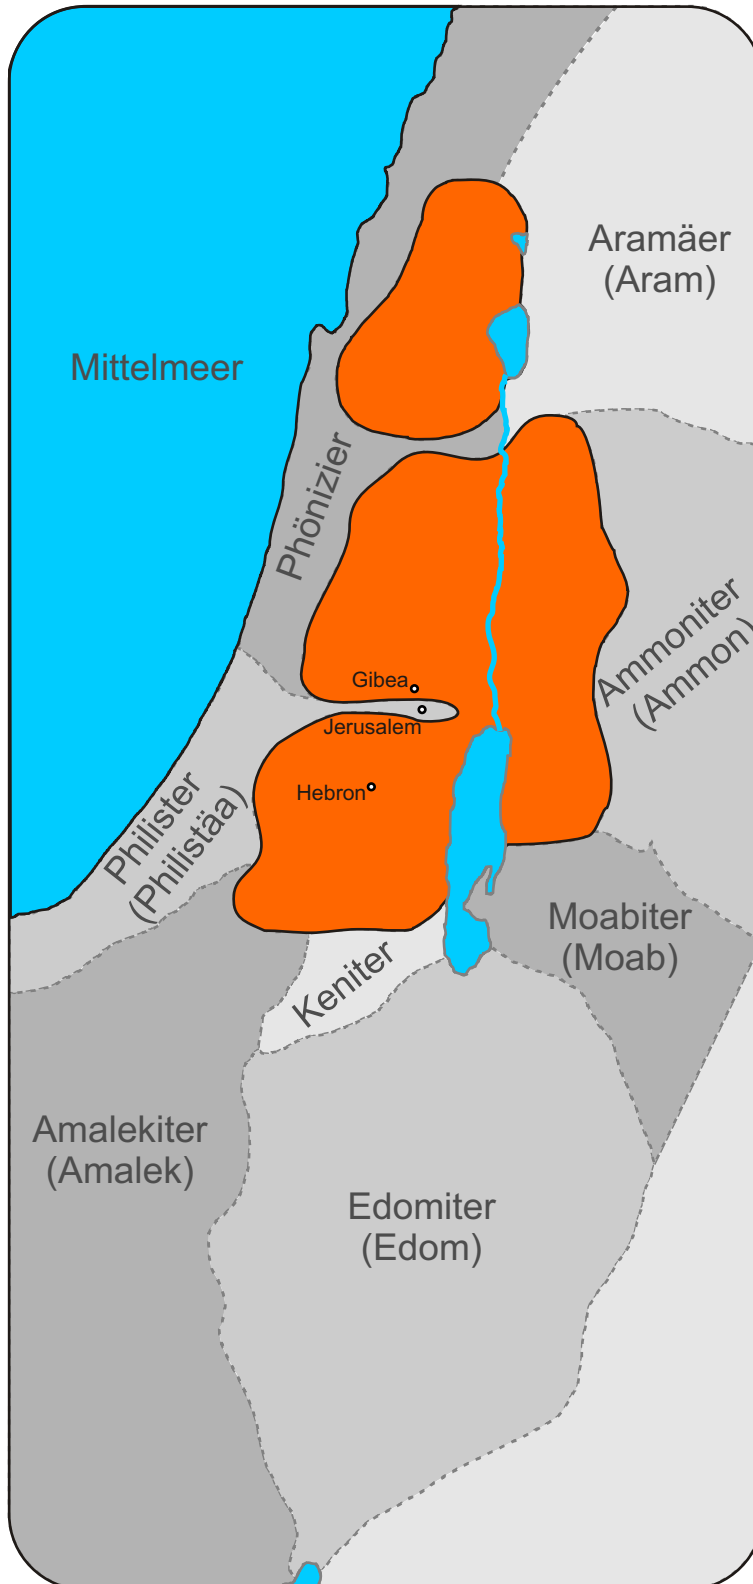 Aramäer
(Aram)
Mittelmeer
Phönizier
Ammoniter
(Ammon)
Gibea
Jerusalem
Hebron
Philister
(Philistäa)
Moabiter
(Moab)
Keniter
Amalekiter
(Amalek)
Edomiter
(Edom)